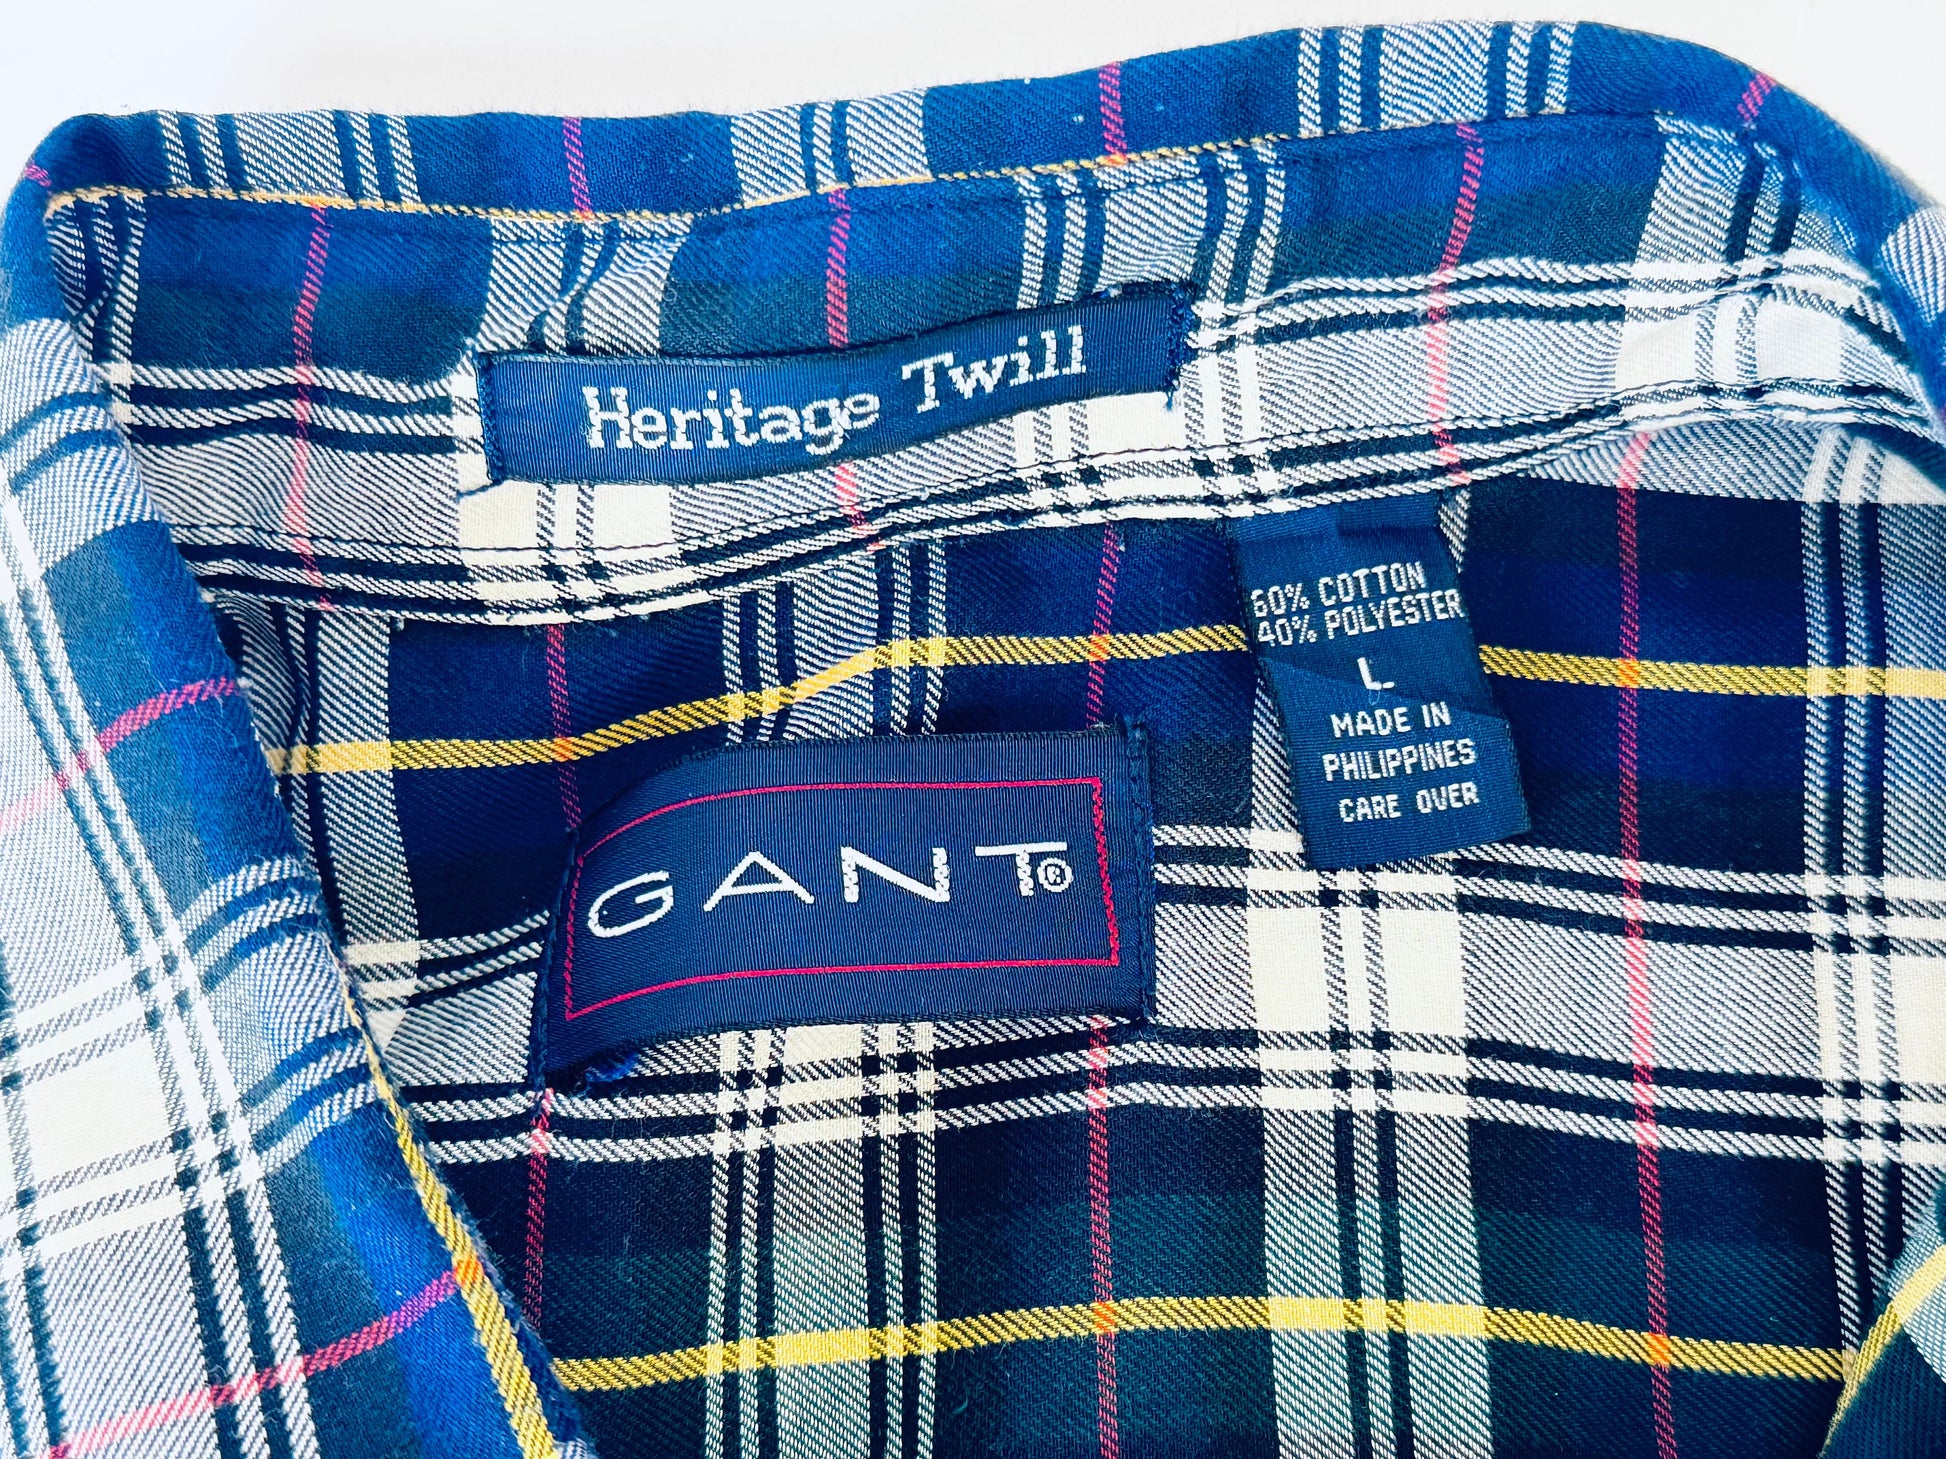 Heritage Twill
60% COTTON
40% POLYESTER
L
MADE IN
PHILIPPINES
CARE OVER
GANT®